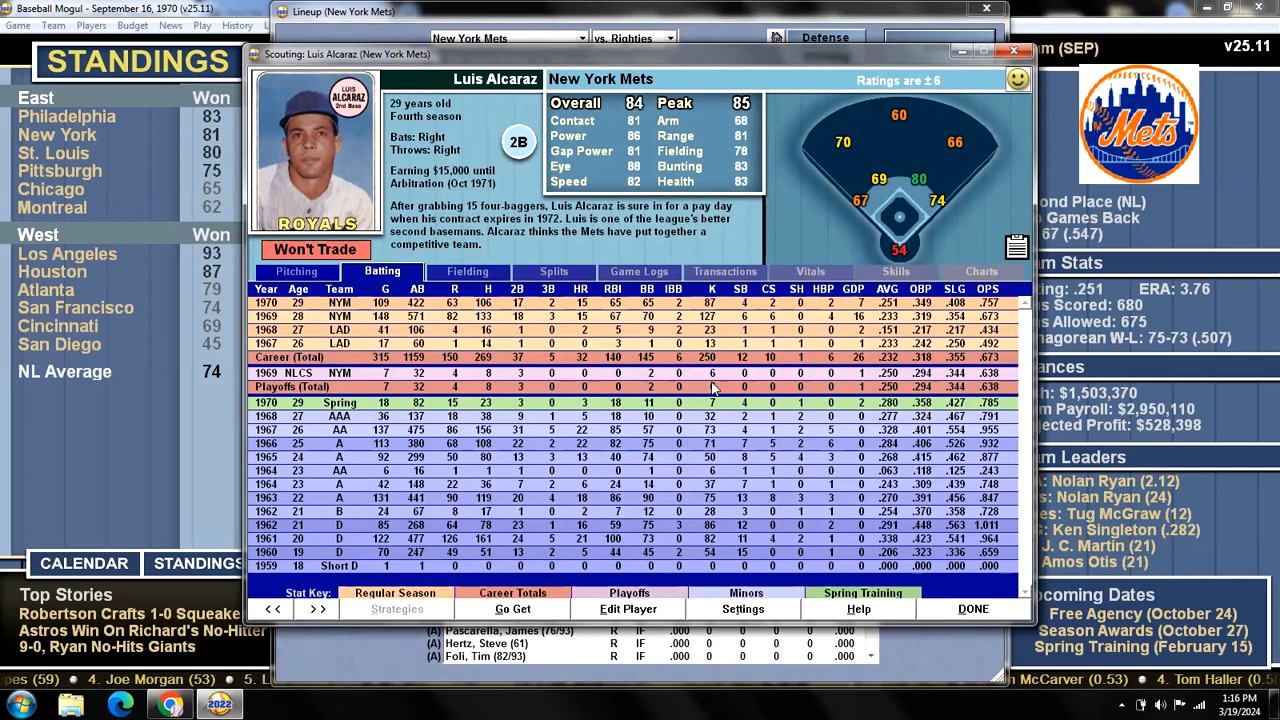 Baseball Mogul - September 16, 1970 (v25.11)
Lineup (New York Mets)
Game Team Players Budget News Play History
New York Mets vs. Righties Defense
STANDINGS
am (SEP) v25.11
Scouting: Luis Alcaraz (New York Mets)
East Won
Philadelphia 83
New York 81
St. Louis 80
Pittsburgh 75
Chicago 65
Montreal 62
West Won
Los Angeles 93
Houston 87
Atlanta 79
San Francisco 74
Cincinnati 63
San Diego 45
NL Average 74
CALENDAR STANDINGS
Top Stories
Robertson Crafts 1-0 Squeake
Astros Win On Richard's No-Hitter
9-0, Ryan No-Hits Giants
LUIS
ALCARAZ
2nd Base
ROYALS
Won't Trade
Luis Alcaraz New York Mets Ratings are ± 6
29 years old
Fourth season
Bats: Right
Throws: Right
Earning $15,000 until
Arbitration (Oct 1971)
2B
Overall 84 Peak 85
Contact 81 Arm 68
Power 86 Range 81
Gap Power 81 Fielding 78
Eye 88 Bunting 83
Speed 82 Health 83
After grabbing 15 four-baggers, Luis Alcaraz is sure in for a pay day
when his contract expires in 1972. Luis is one of the league's better
second basemans. Alcaraz thinks the Mets have put together a
competitive team.
60
70 66
69 80
67 74
54
Pitching Batting Fielding Splits Game Logs Transactions Vitals Skills Charts
Year Age Team G AB R H 2B 3B HR RBI BB IBB K SB CS SH HBP GDP AVG OBP SLG OPS
1970 29 NYM 109 422 63 106 17 2 15 65 65 2 87 4 2 0 2 7 .251 .349 .408 .757
1969 28 NYM 148 571 82 133 18 3 15 67 70 2 127 6 6 0 4 16 .233 .242 .355 .673
1968 27 LAD 41 106 4 16 1 0 2 5 9 2 23 1 1 1 0 2 .151 .217 .217 .434
1967 26 LAD 17 60 1 14 1 0 0 3 1 0 13 1 1 0 0 1 .233 .242 .250 .492
Career (Total) 315 1159 150 269 37 5 32 140 145 6 250 12 10 1 6 26 .232 .318 .355 .673
1969 NLCS NYM 7 32 4 8 3 0 0 0 2 0 6 0 0 0 0 1 .250 .294 .344 .638
Playoffs (Total) 7 32 4 8 3 0 0 0 2 0 6 0 0 0 0 1 .250 .294 .344 .638
1970 29 Spring 18 82 15 23 3 0 3 18 11 0 7 4 0 0 0 2 .280 .358 .427 .785
1968 27 AAA 36 137 18 38 9 1 5 18 10 0 32 2 1 2 0 1 .277 .324 .467 .791
1967 26 AA 137 475 86 156 31 5 22 85 57 0 73 4 1 2 5 2 .328 .401 .554 .955
1966 25 A 113 380 68 108 22 2 22 82 75 0 71 7 5 2 6 0 .284 .406 .526 .932
1965 24 A 92 299 50 80 13 3 13 40 74 0 50 8 5 4 3 0 .268 .415 .462 .877
1964 23 AA 6 16 1 1 1 0 0 0 1 0 6 1 0 0 0 0 .063 .118 .125 .243
1964 23 A 42 148 22 36 7 2 6 24 14 0 37 7 1 2 1 0 .243 .309 .439 .748
1963 22 A 131 441 90 119 20 4 18 86 90 0 75 13 8 3 3 0 .270 .391 .456 .847
1962 21 B 24 67 8 17 1 0 2 7 12 0 28 3 0 1 0 0 .254 .370 .358 .728
1962 21 D 85 268 64 78 23 1 16 59 75 3 86 12 0 0 2 0 .291 .448 .563 1.011
1961 20 D 122 477 126 161 24 5 21 100 73 0 82 11 4 2 1 0 .338 .423 .541 .964
1960 19 D 70 247 49 51 13 2 5 44 45 2 54 15 0 0 0 0 .206 .323 .336 .659
1959 18 Short D 1 1 0 0 0 0 0 0 0 0 0 0 0 0 0 0 .000 .000 .000 .000
Stat Key: Regular Season Career Totals Playoffs Minors Spring Training
<< >> Strategies Go Get Edit Player Settings Help DONE
(A) Pascarella, James (76/93) R IF .000 0 0 0 .000
(A) Hertz, Steve (61) R IF .000 0 0 0 .000
(A) Foli, Tim (82/93) R IF .000 0 0 0 .000
Mets
ond Place (NL)
Games Back
67 (.547)
am Stats
ting: .251 ERA: 3.76
s Scored: 680
s Allowed: 675
hagorean W-L: 75-73 (.507)
ances
h: $1,503,370
m Payroll: $2,950,110
jected Profit: $528,398
am Leaders
A: Nolan Ryan (2.12)
s: Nolan Ryan (24)
S: Tug McGraw (12)
G: Ken Singleton (.282)
J. C. Martin (21)
Amos Otis (21)
pcoming Dates
Free Agency (October 24)
Season Awards (October 27)
Spring Training (February 15)
pes (59) 4. Joe Morgan (53) 5. L
McCarver (0.53) 4. Tom Haller (0.5
2022
1:16 PM
3/19/2024